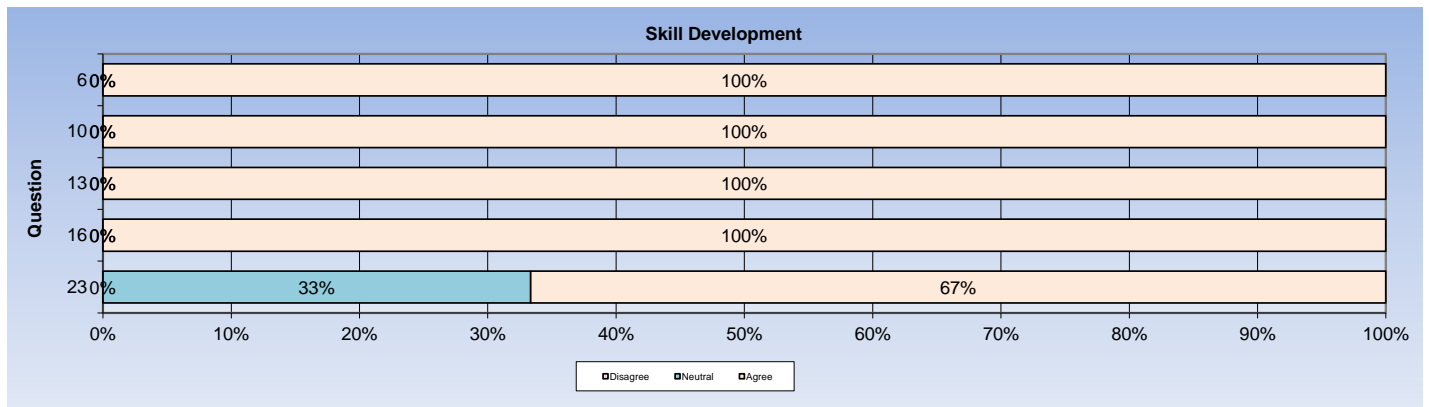 Skill Development
Question
6 0% 100%
10 0% 100%
13 0% 100%
16 0% 100%
23 0% 33% 67%
0% 10% 20% 30% 40% 50% 60% 70% 80% 90% 100%
Disagree Neutral Agree